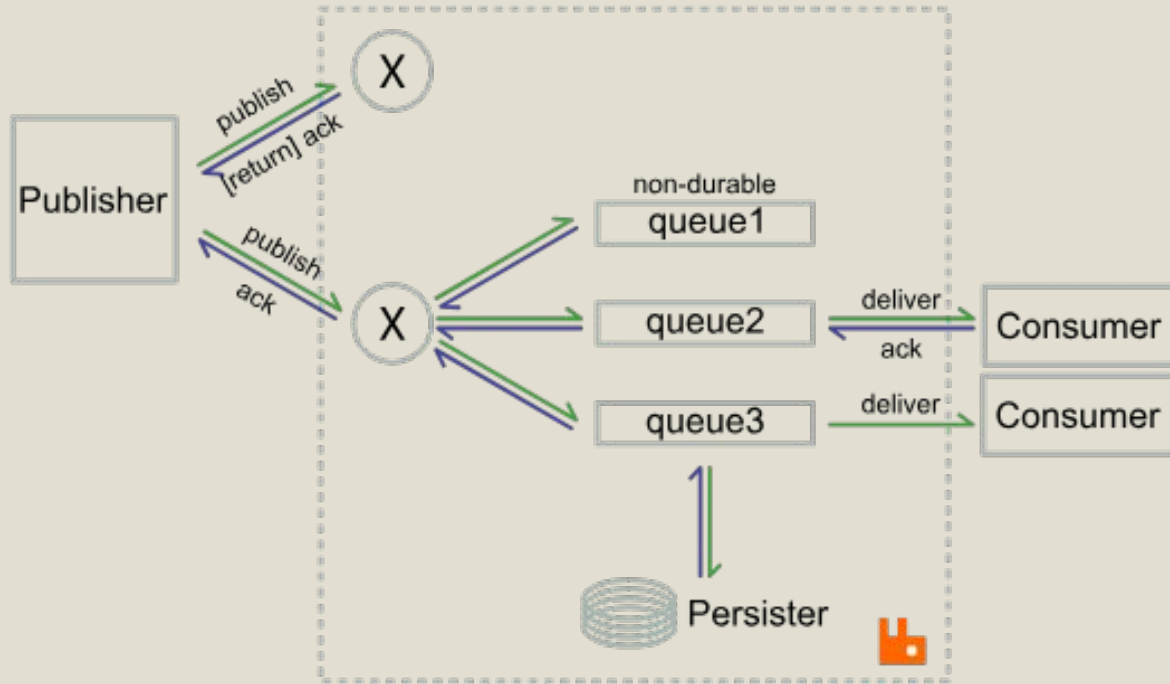 X
publish
[return] ack
Publisher
non-durable
queue1
publish
ack
X
queue2
deliver
ack
Consumer
queue3
deliver
Consumer
Persister